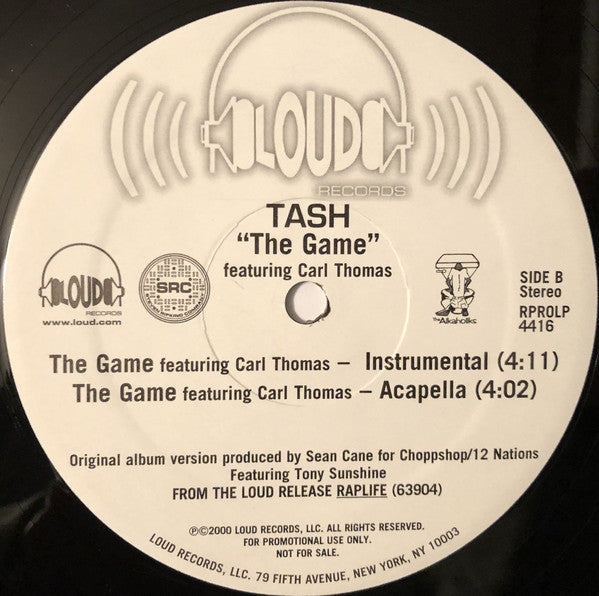 LOUD
RECORDS
TASH
“The Game”
featuring Carl Thomas
LOUD
RECORDS
www.loud.com
SRC
Tha Alkaholiks
SIDE B
Stereo
RPROLP
4416
The Game featuring Carl Thomas – Instrumental (4:11)
The Game featuring Carl Thomas – Acapella (4:02)
Original album version produced by Sean Cane for Choppshop/12 Nations
Featuring Tony Sunshine
FROM THE LOUD RELEASE RAPLIFE (63904)
℗©2000 LOUD RECORDS, LLC. ALL RIGHTS RESERVED.
FOR PROMOTIONAL USE ONLY.
NOT FOR SALE.
LOUD RECORDS, LLC. 79 FIFTH AVENUE, NEW YORK, NY 10003